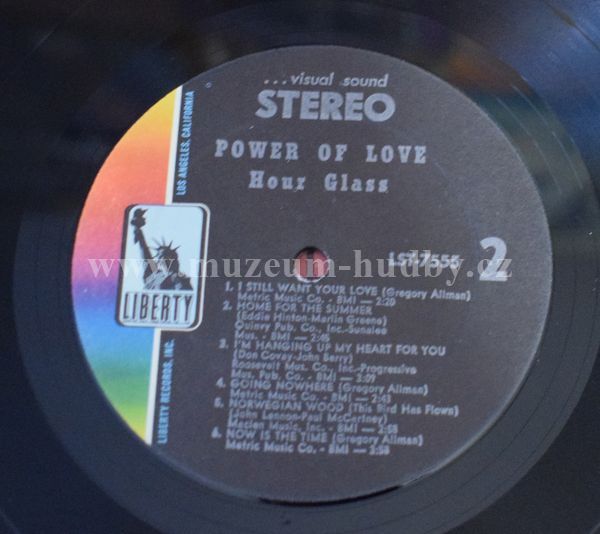 ...visual sound
STEREO
POWER OF LOVE
Hour Glass
LOS ANGELES, CALIFORNIA
LIBERTY
LIBERTY RECORDS, INC.
LST-7555 2
www.muzeum-hudby.cz
1. I STILL WANT YOUR LOVE (Gregory Allman)
Metric Music Co. - BMI — 2:20
2. HOME FOR THE SUMMER
(Eddie Hinton-Marlin Greene)
Quinvy Pub. Co., Inc.-Sunalee
Mus. - BMI — 2:45
3. I'M HANGING UP MY HEART FOR YOU
(Don Covay-John Berry)
Roosevelt Mus. Co., Inc.-Progressive
Mus. Pub. Co. - BMI — 3:09
4. GOING NOWHERE (Gregory Allman)
Metric Music Co. - BMI — 2:43
5. NORWEGIAN WOOD (This Bird Has Flown)
(John Lennon-Paul McCartney)
Maclen Music, Inc. - BMI — 2:58
6. NOW IS THE TIME (Gregory Allman)
Metric Music Co. - BMI — 3:58